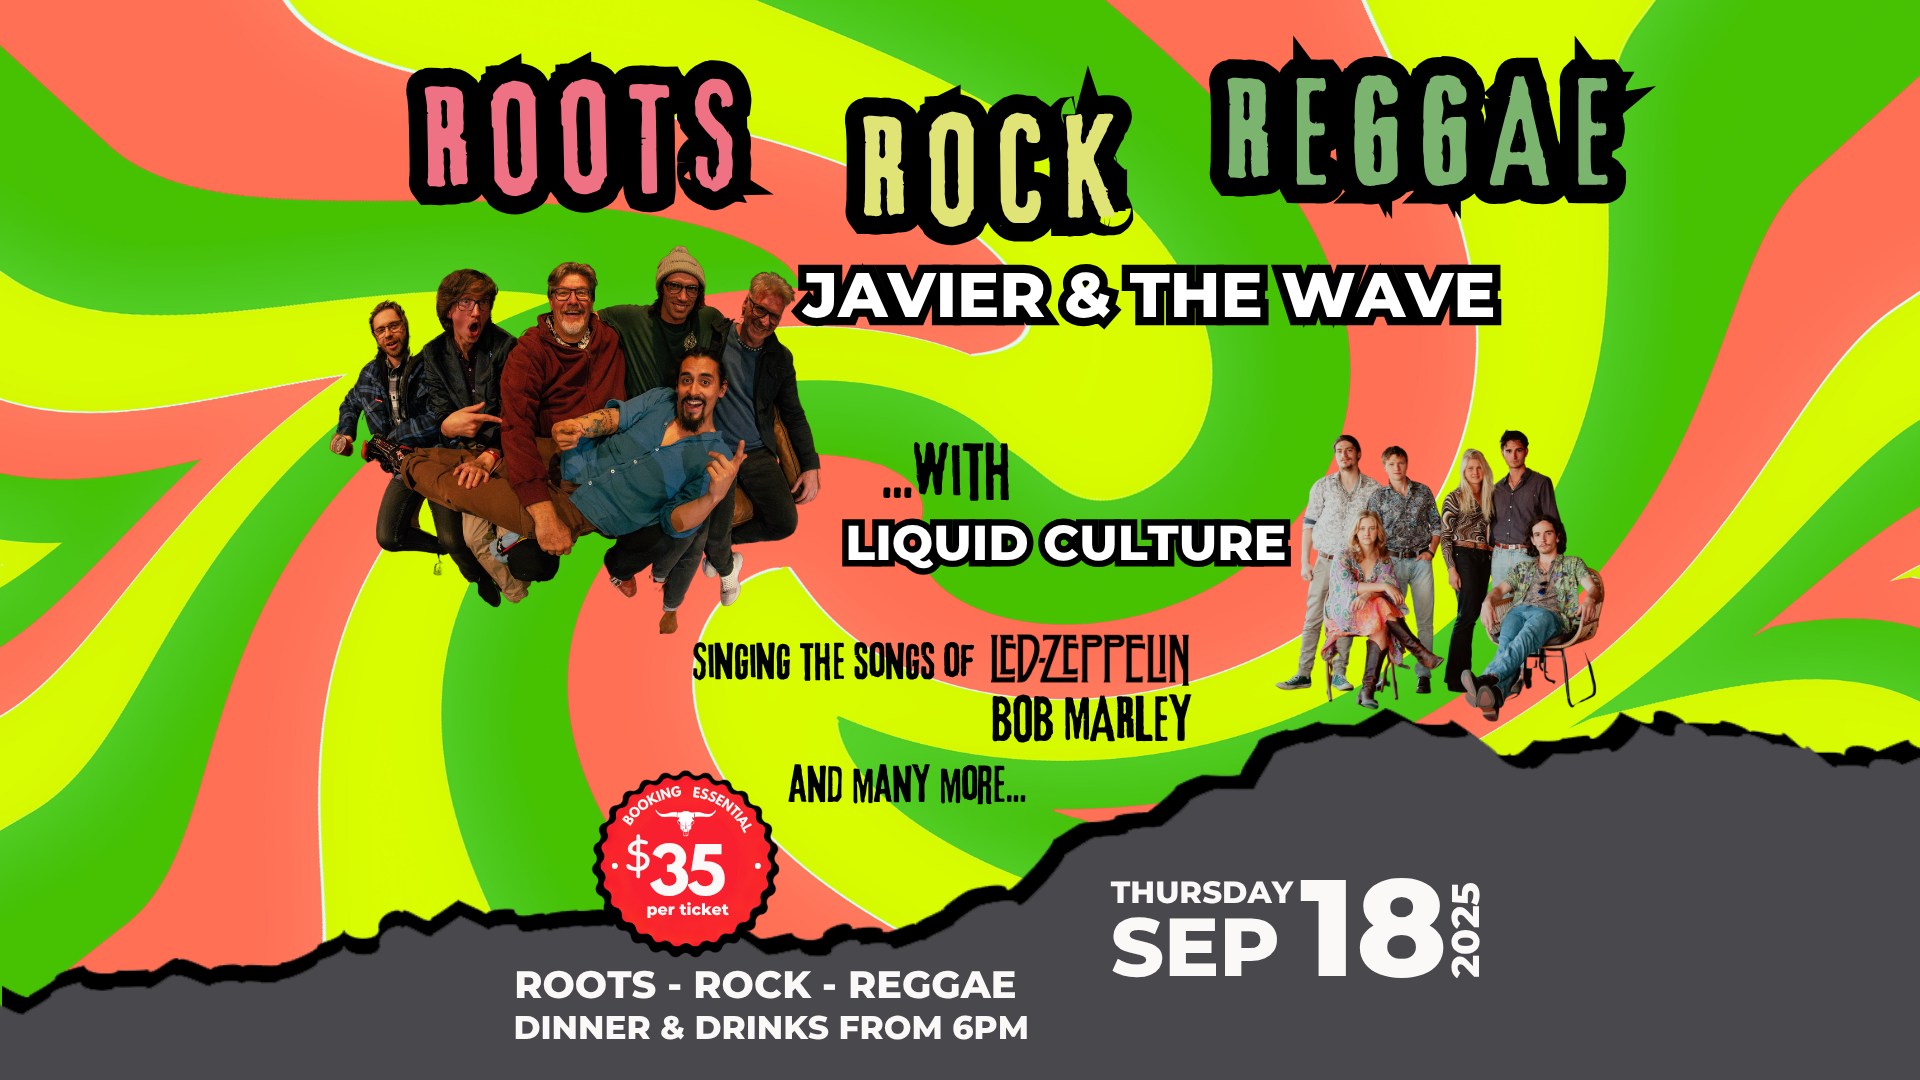 ROOTS ROCK REGGAE
JAVIER & THE WAVE
...WITH
LIQUID CULTURE
SINGING THE SONGS OF LED-ZEPPELIN
BOB MARLEY
AND MANY MORE...
BOOKING ESSENTIAL
$35
per ticket
ROOTS - ROCK - REGGAE
DINNER & DRINKS FROM 6PM
THURSDAY
SEP 18 2025